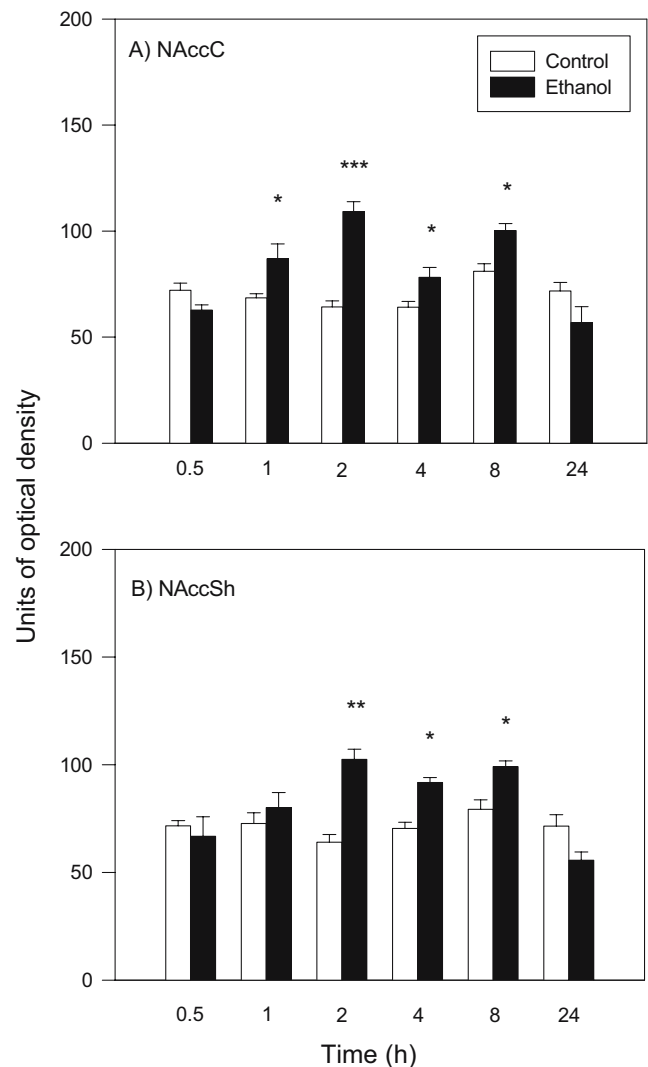 200
A) NAccC
Control
Ethanol
150
* *** * *
100
50
0
0.5 1 2 4 8 24
Units of optical density
200
B) NAccSh
150
** * *
100
50
0
0.5 1 2 4 8 24
Time (h)